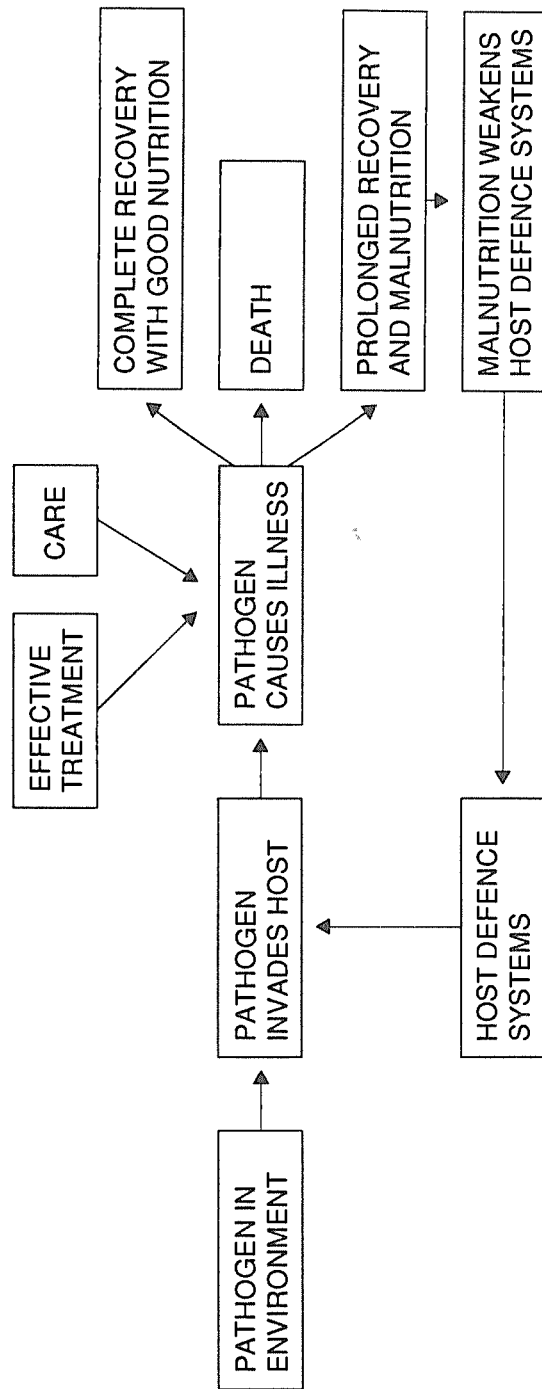 EFFECTIVE
TREATMENT
CARE
PATHOGEN IN
ENVIRONMENT
PATHOGEN
INVADES HOST
PATHOGEN
CAUSES ILLNESS
COMPLETE RECOVERY
WITH GOOD NUTRITION
DEATH
PROLONGED RECOVERY
AND MALNUTRITION
HOST DEFENCE
SYSTEMS
MALNUTRITION WEAKENS
HOST DEFENCE SYSTEMS